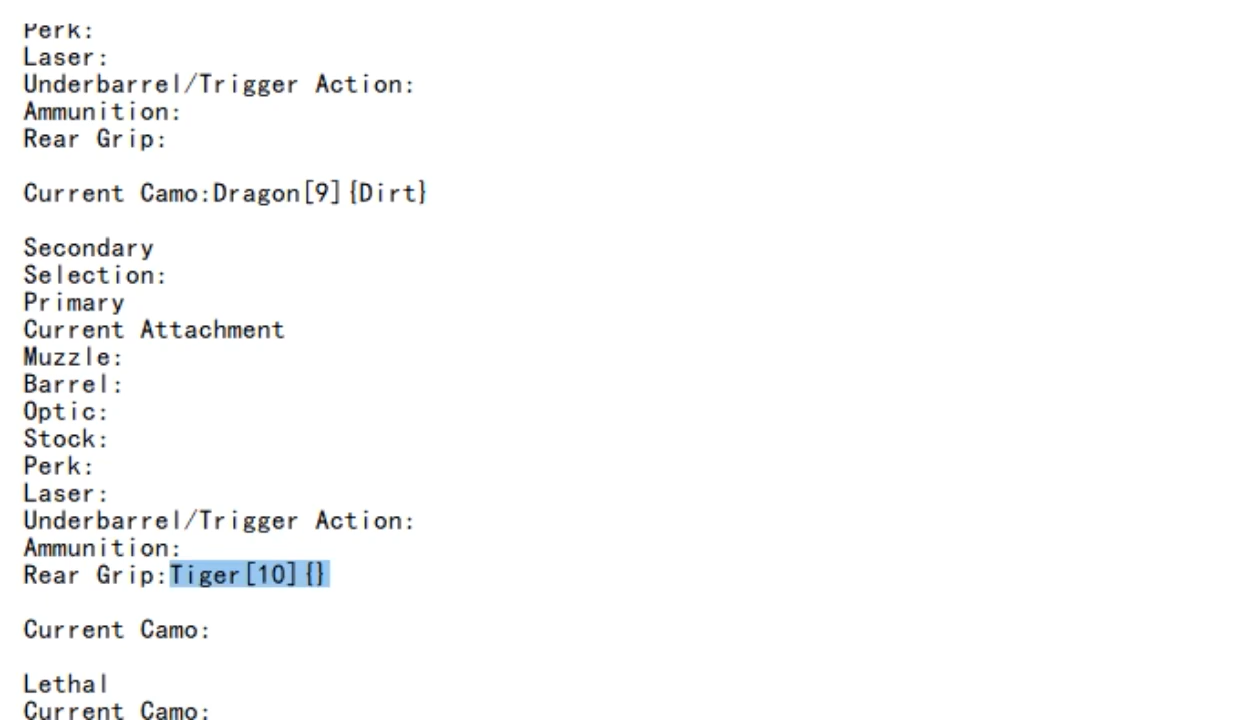 Perk:
Laser:
Underbarrel/Trigger Action:
Ammunition:
Rear Grip:
Current Camo:Dragon[9]{Dirt}
Secondary
Selection:
Primary
Current Attachment
Muzzle:
Barrel:
Optic:
Stock:
Perk:
Laser:
Underbarrel/Trigger Action:
Ammunition:
Rear Grip:Tiger[10]{}
Current Camo:
Lethal
Current Camo: